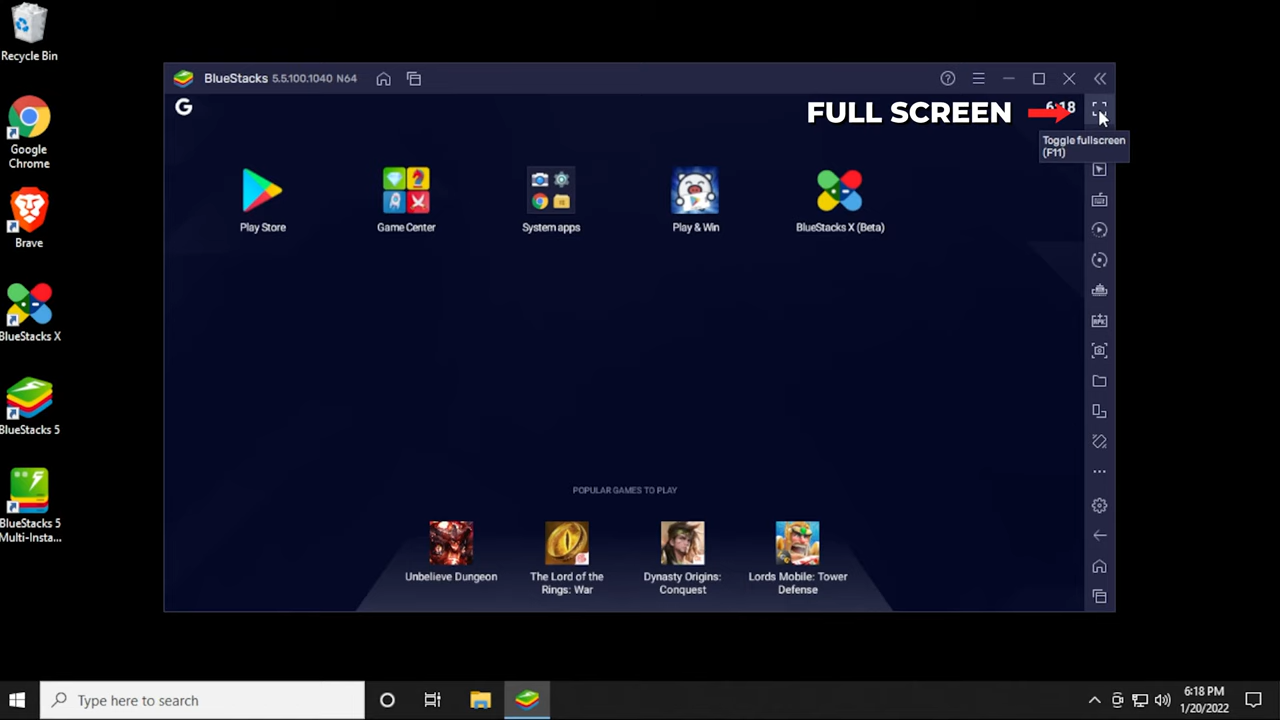 Recycle Bin
Google
Chrome
Brave
BlueStacks X
BlueStacks 5
BlueStacks 5
Multi-Insta...
BlueStacks 5.5.100.1040 N64
G
FULL SCREEN
6:18
Toggle fullscreen
(F11)
Play Store
Game Center
System apps
Play & Win
BlueStacks X (Beta)
APK
POPULAR GAMES TO PLAY
Unbelieve Dungeon
The Lord of the
Rings: War
Dynasty Origins:
Conquest
Lords Mobile: Tower
Defense
Type here to search
6:18 PM
1/20/2022